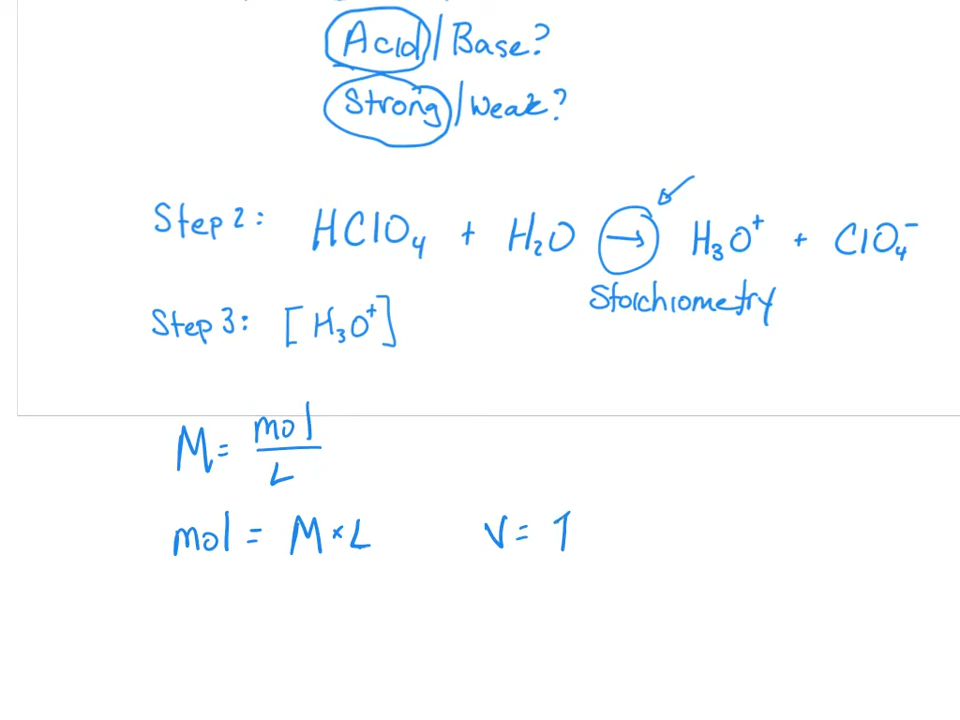 Acid/Base?
Strong/Weak?
Step 2: HClO₄ + H₂O → H₃O⁺ + ClO₄⁻
Stoichiometry
Step 3: [H₃O⁺]
M = mol/L
mol = M × L V = 1